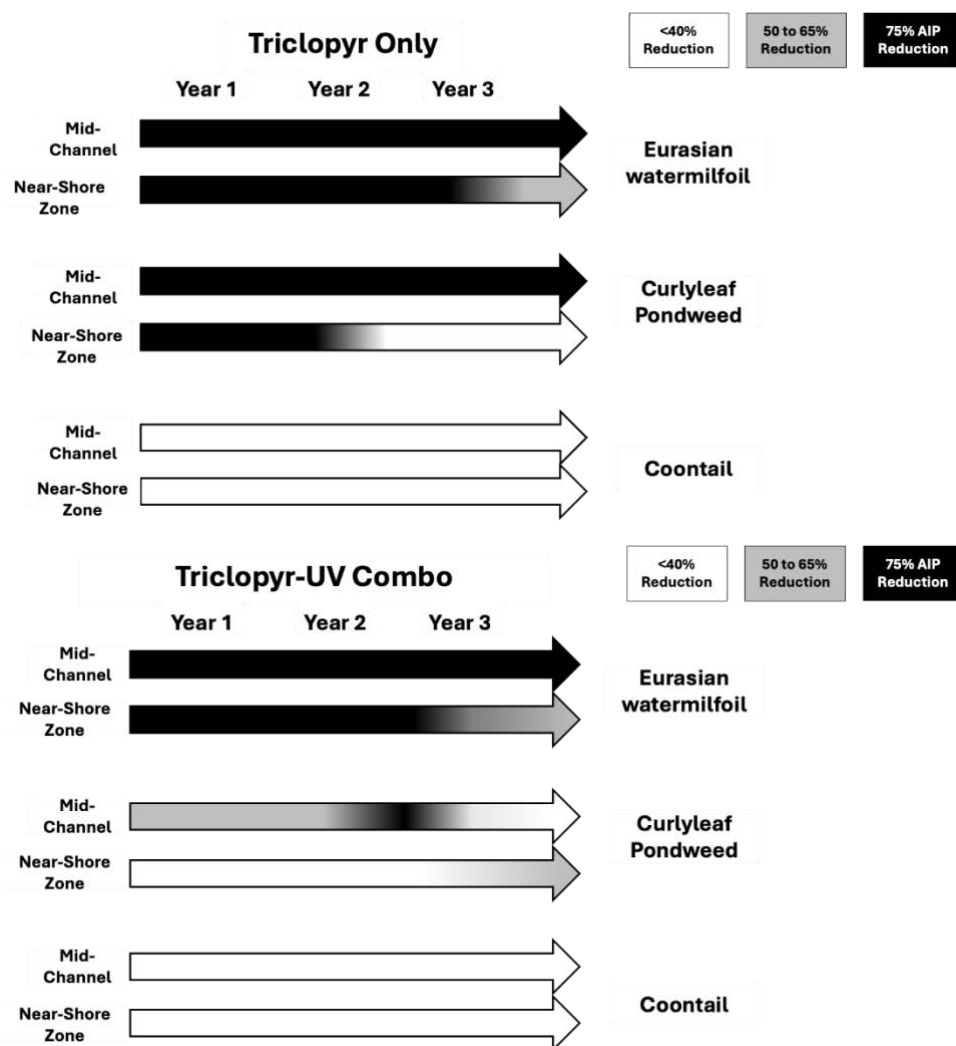 Triclopyr Only
<40%
Reduction
50 to 65%
Reduction
75% AIP
Reduction
Year 1
Year 2
Year 3
Mid-
Channel
Near-Shore
Zone
Eurasian
watermilfoil
Mid-
Channel
Near-Shore
Zone
Curlyleaf
Pondweed
Mid-
Channel
Near-Shore
Zone
Coontail
Triclopyr-UV Combo
<40%
Reduction
50 to 65%
Reduction
75% AIP
Reduction
Year 1
Year 2
Year 3
Mid-
Channel
Near-Shore
Zone
Eurasian
watermilfoil
Mid-
Channel
Near-Shore
Zone
Curlyleaf
Pondweed
Mid-
Channel
Near-Shore
Zone
Coontail